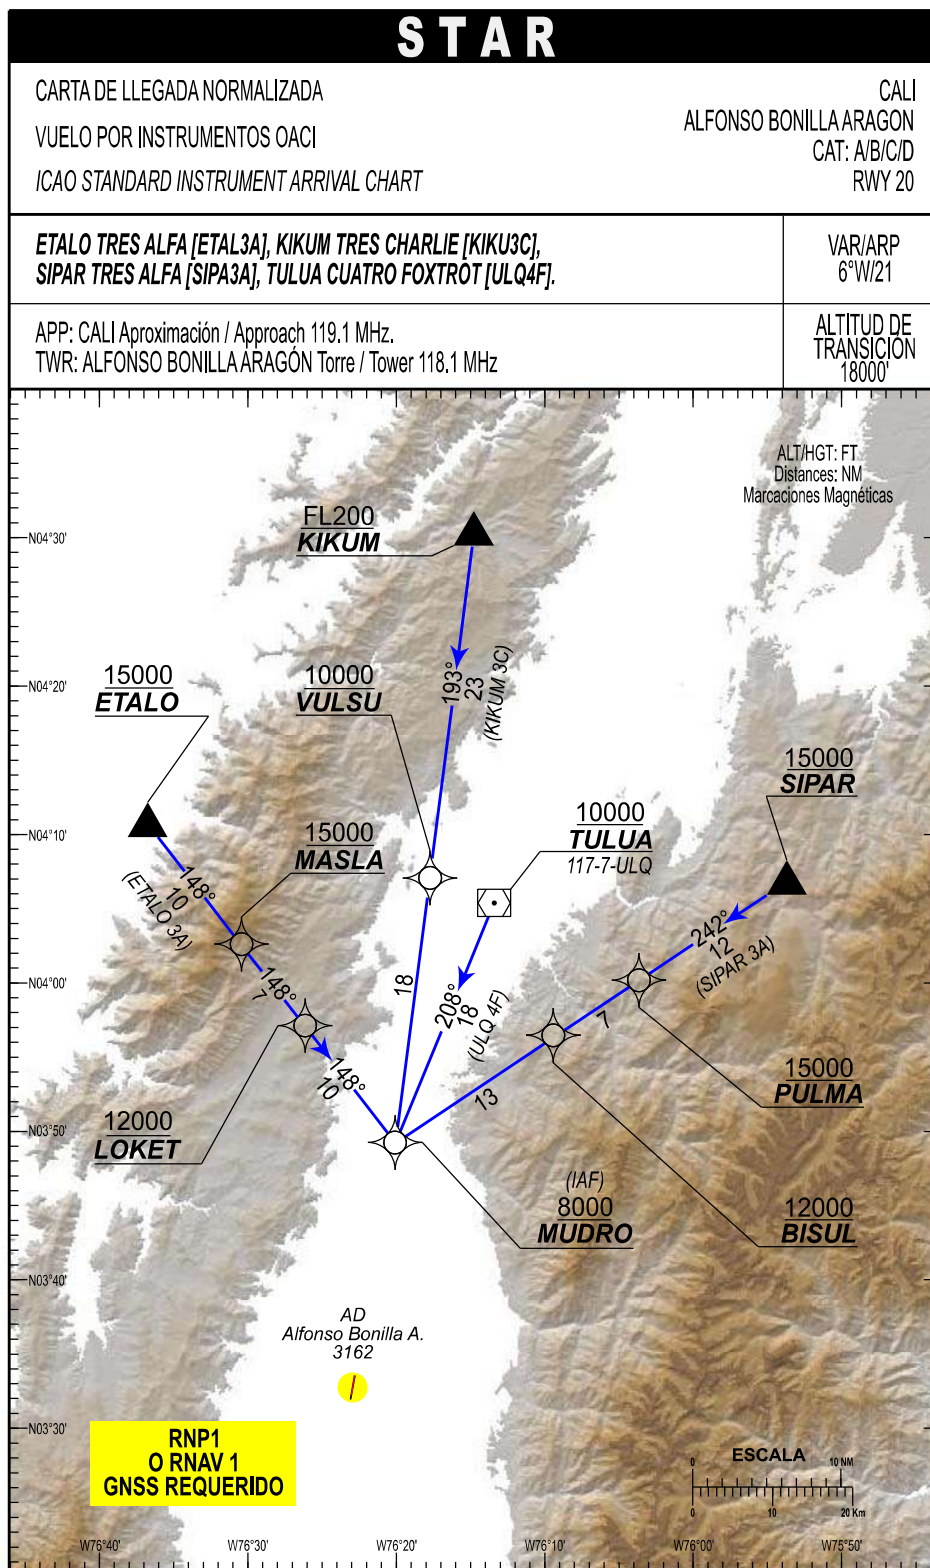 STAR
CARTA DE LLEGADA NORMALIZADA
VUELO POR INSTRUMENTOS OACI
ICAO STANDARD INSTRUMENT ARRIVAL CHART
CALI
ALFONSO BONILLA ARAGON
CAT: A/B/C/D
RWY 20
ETALO TRES ALFA [ETAL3A], KIKUM TRES CHARLIE [KIKU3C],
SIPAR TRES ALFA [SIPA3A], TULUA CUATRO FOXTROT [ULQ4F].
VAR/ARP
6°W/21
APP: CALI Aproximación / Approach 119.1 MHz.
TWR: ALFONSO BONILLA ARAGÓN Torre / Tower 118.1 MHz
ALTITUD DE
TRANSICIÓN
18000'
ALT/HGT: FT
Distances: NM
Marcaciones Magnéticas
FL200
KIKUM
N04°30'
193°
23
(KIKUM 3C)
15000
ETALO
10000
VULSU
N04°20'
15000
SIPAR
10000
TULUA
117-7-ULQ
N04°10'
15000
MASLA
148°
10
(ETALO 3A)
242°
12
(SIPAR 3A)
N04°00'
148°
7
18
208°
18
(ULQ 4F)
7
148°
10
13
15000
PULMA
12000
LOKET
N03°50'
(IAF)
8000
MUDRO
12000
BISUL
N03°40'
AD
Alfonso Bonilla A.
3162
N03°30'
RNP1
O RNAV 1
GNSS REQUERIDO
ESCALA
0
10 NM
0
10
20 Km
W76°40'
W76°30'
W76°20'
W76°10'
W76°00'
W75°50'